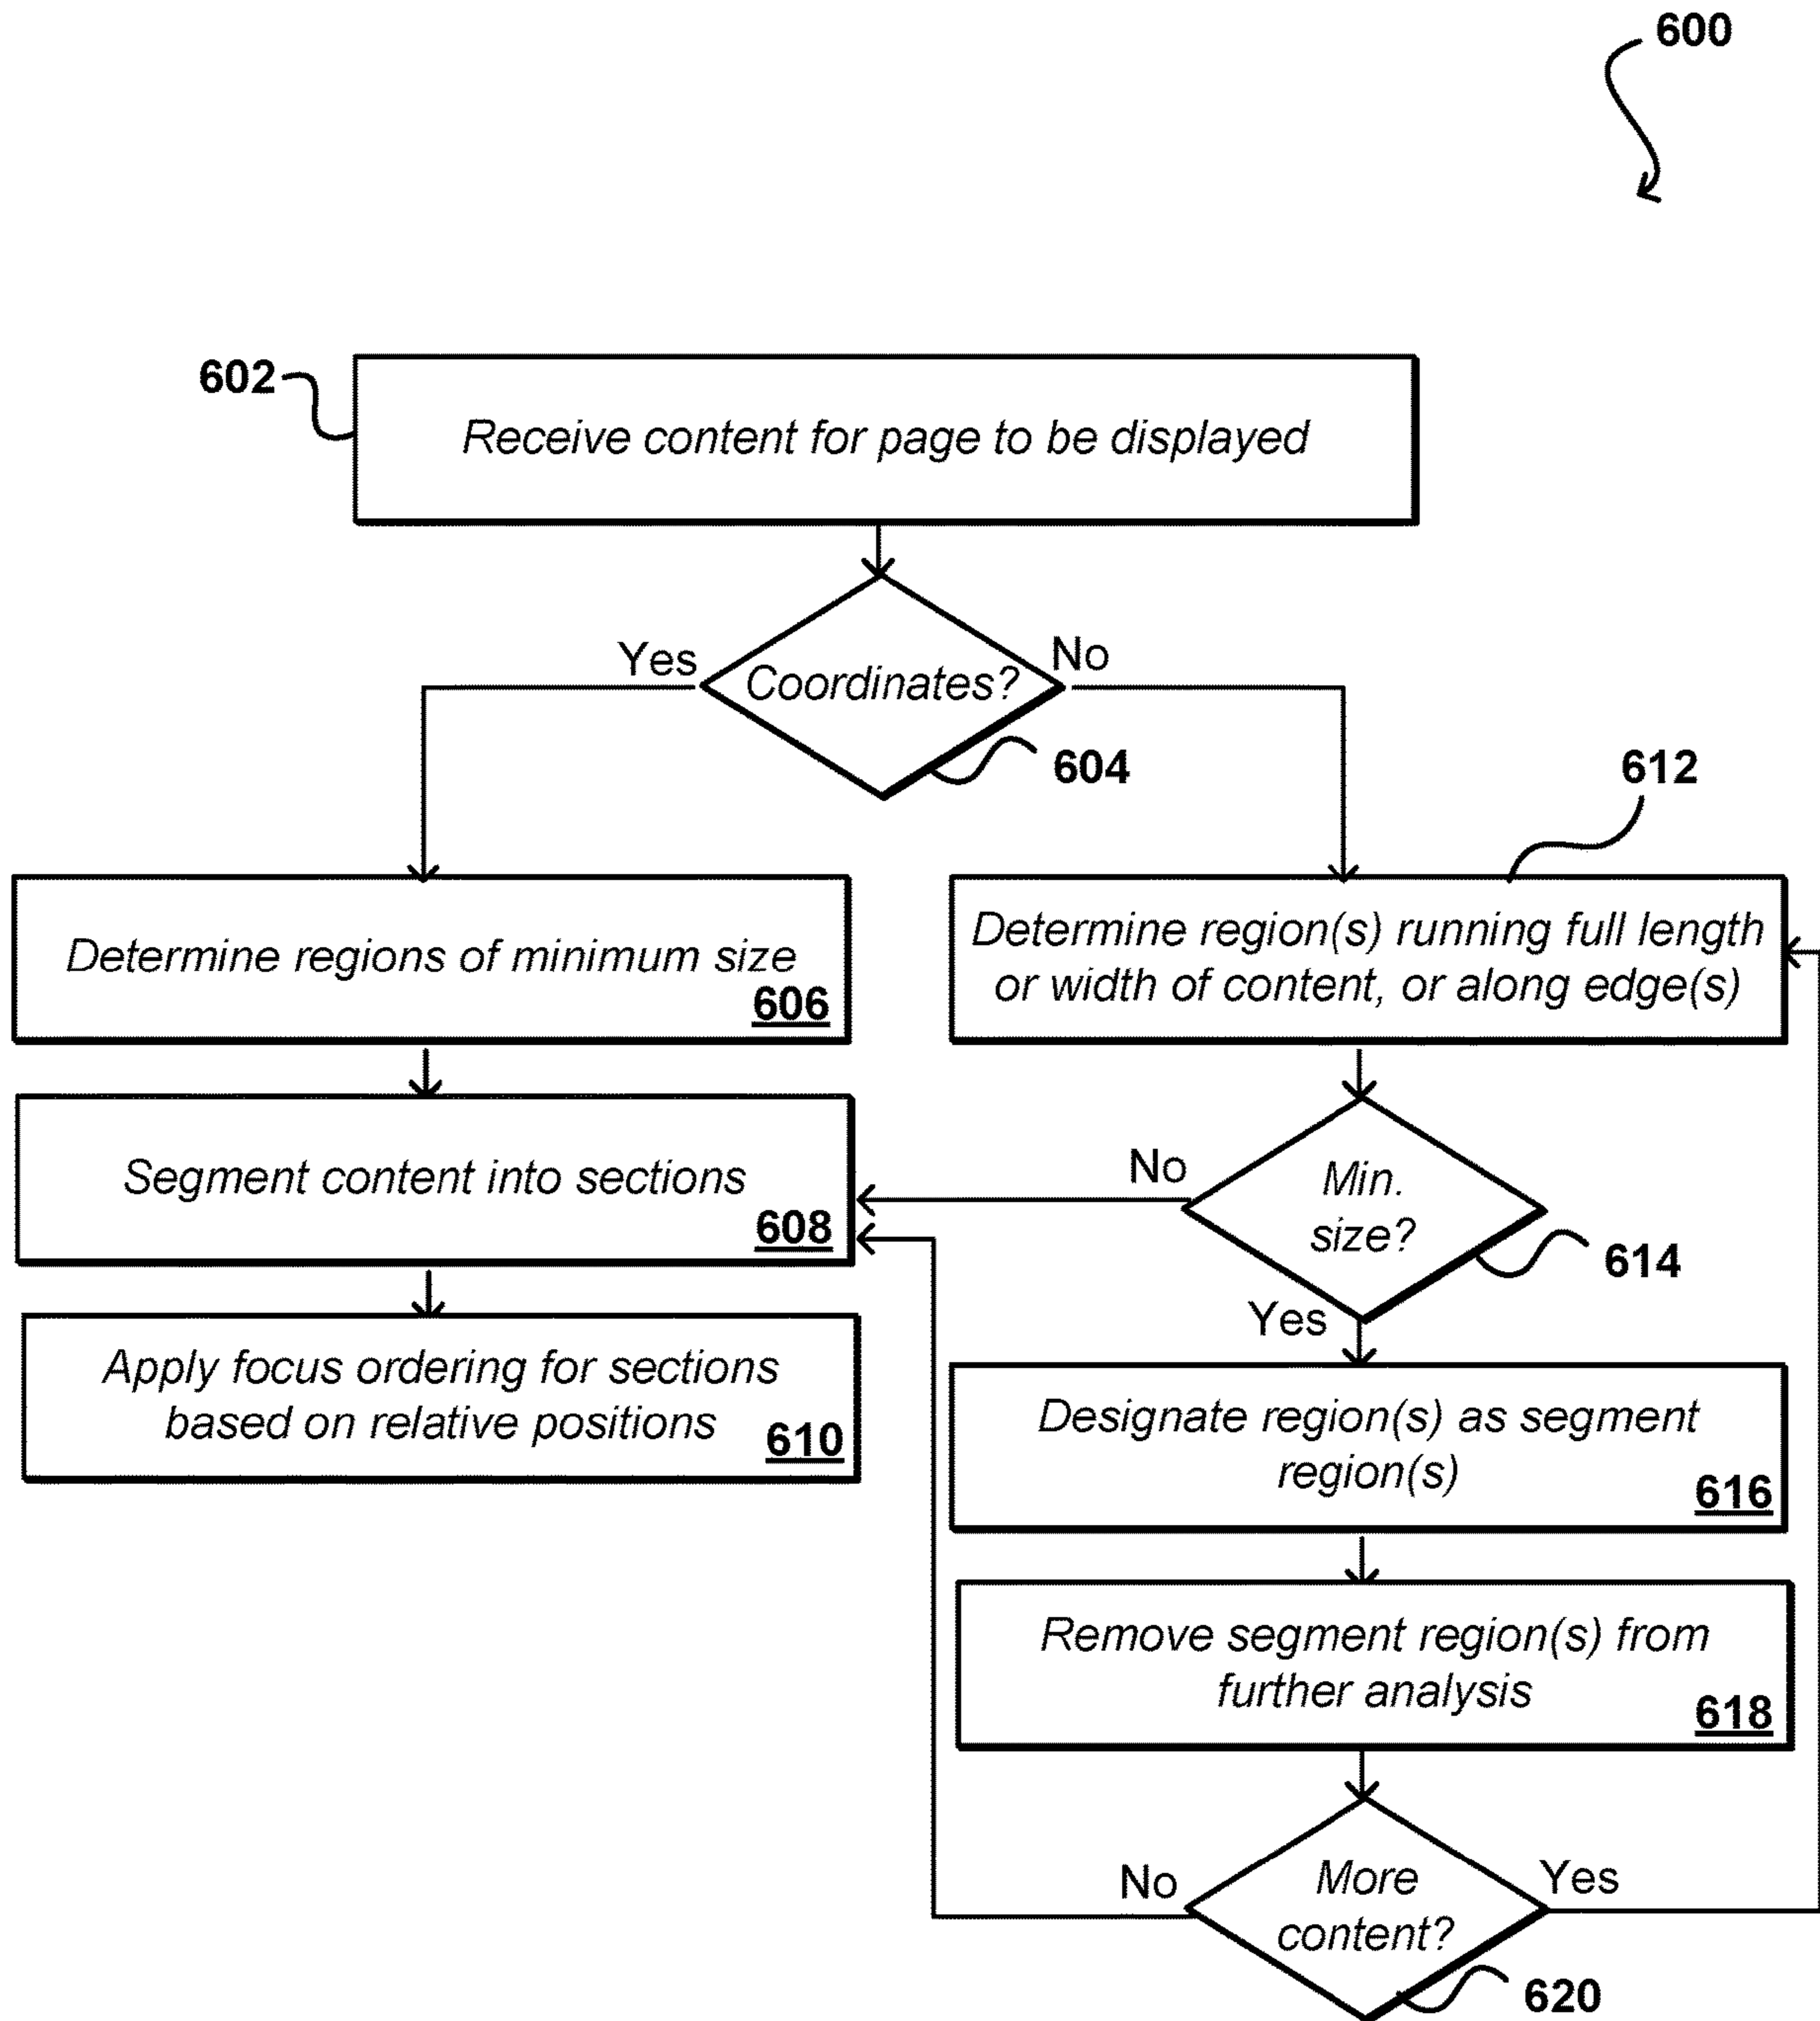 600
602
Receive content for page to be displayed
Yes
No
Coordinates?
604
612
Determine regions of minimum size
606
Determine region(s) running full length
or width of content, or along edge(s)
Segment content into sections
608
No
Min.
size?
614
Yes
Apply focus ordering for sections
based on relative positions
610
Designate region(s) as segment
region(s)
616
Remove segment region(s) from
further analysis
618
No
More
content?
Yes
620